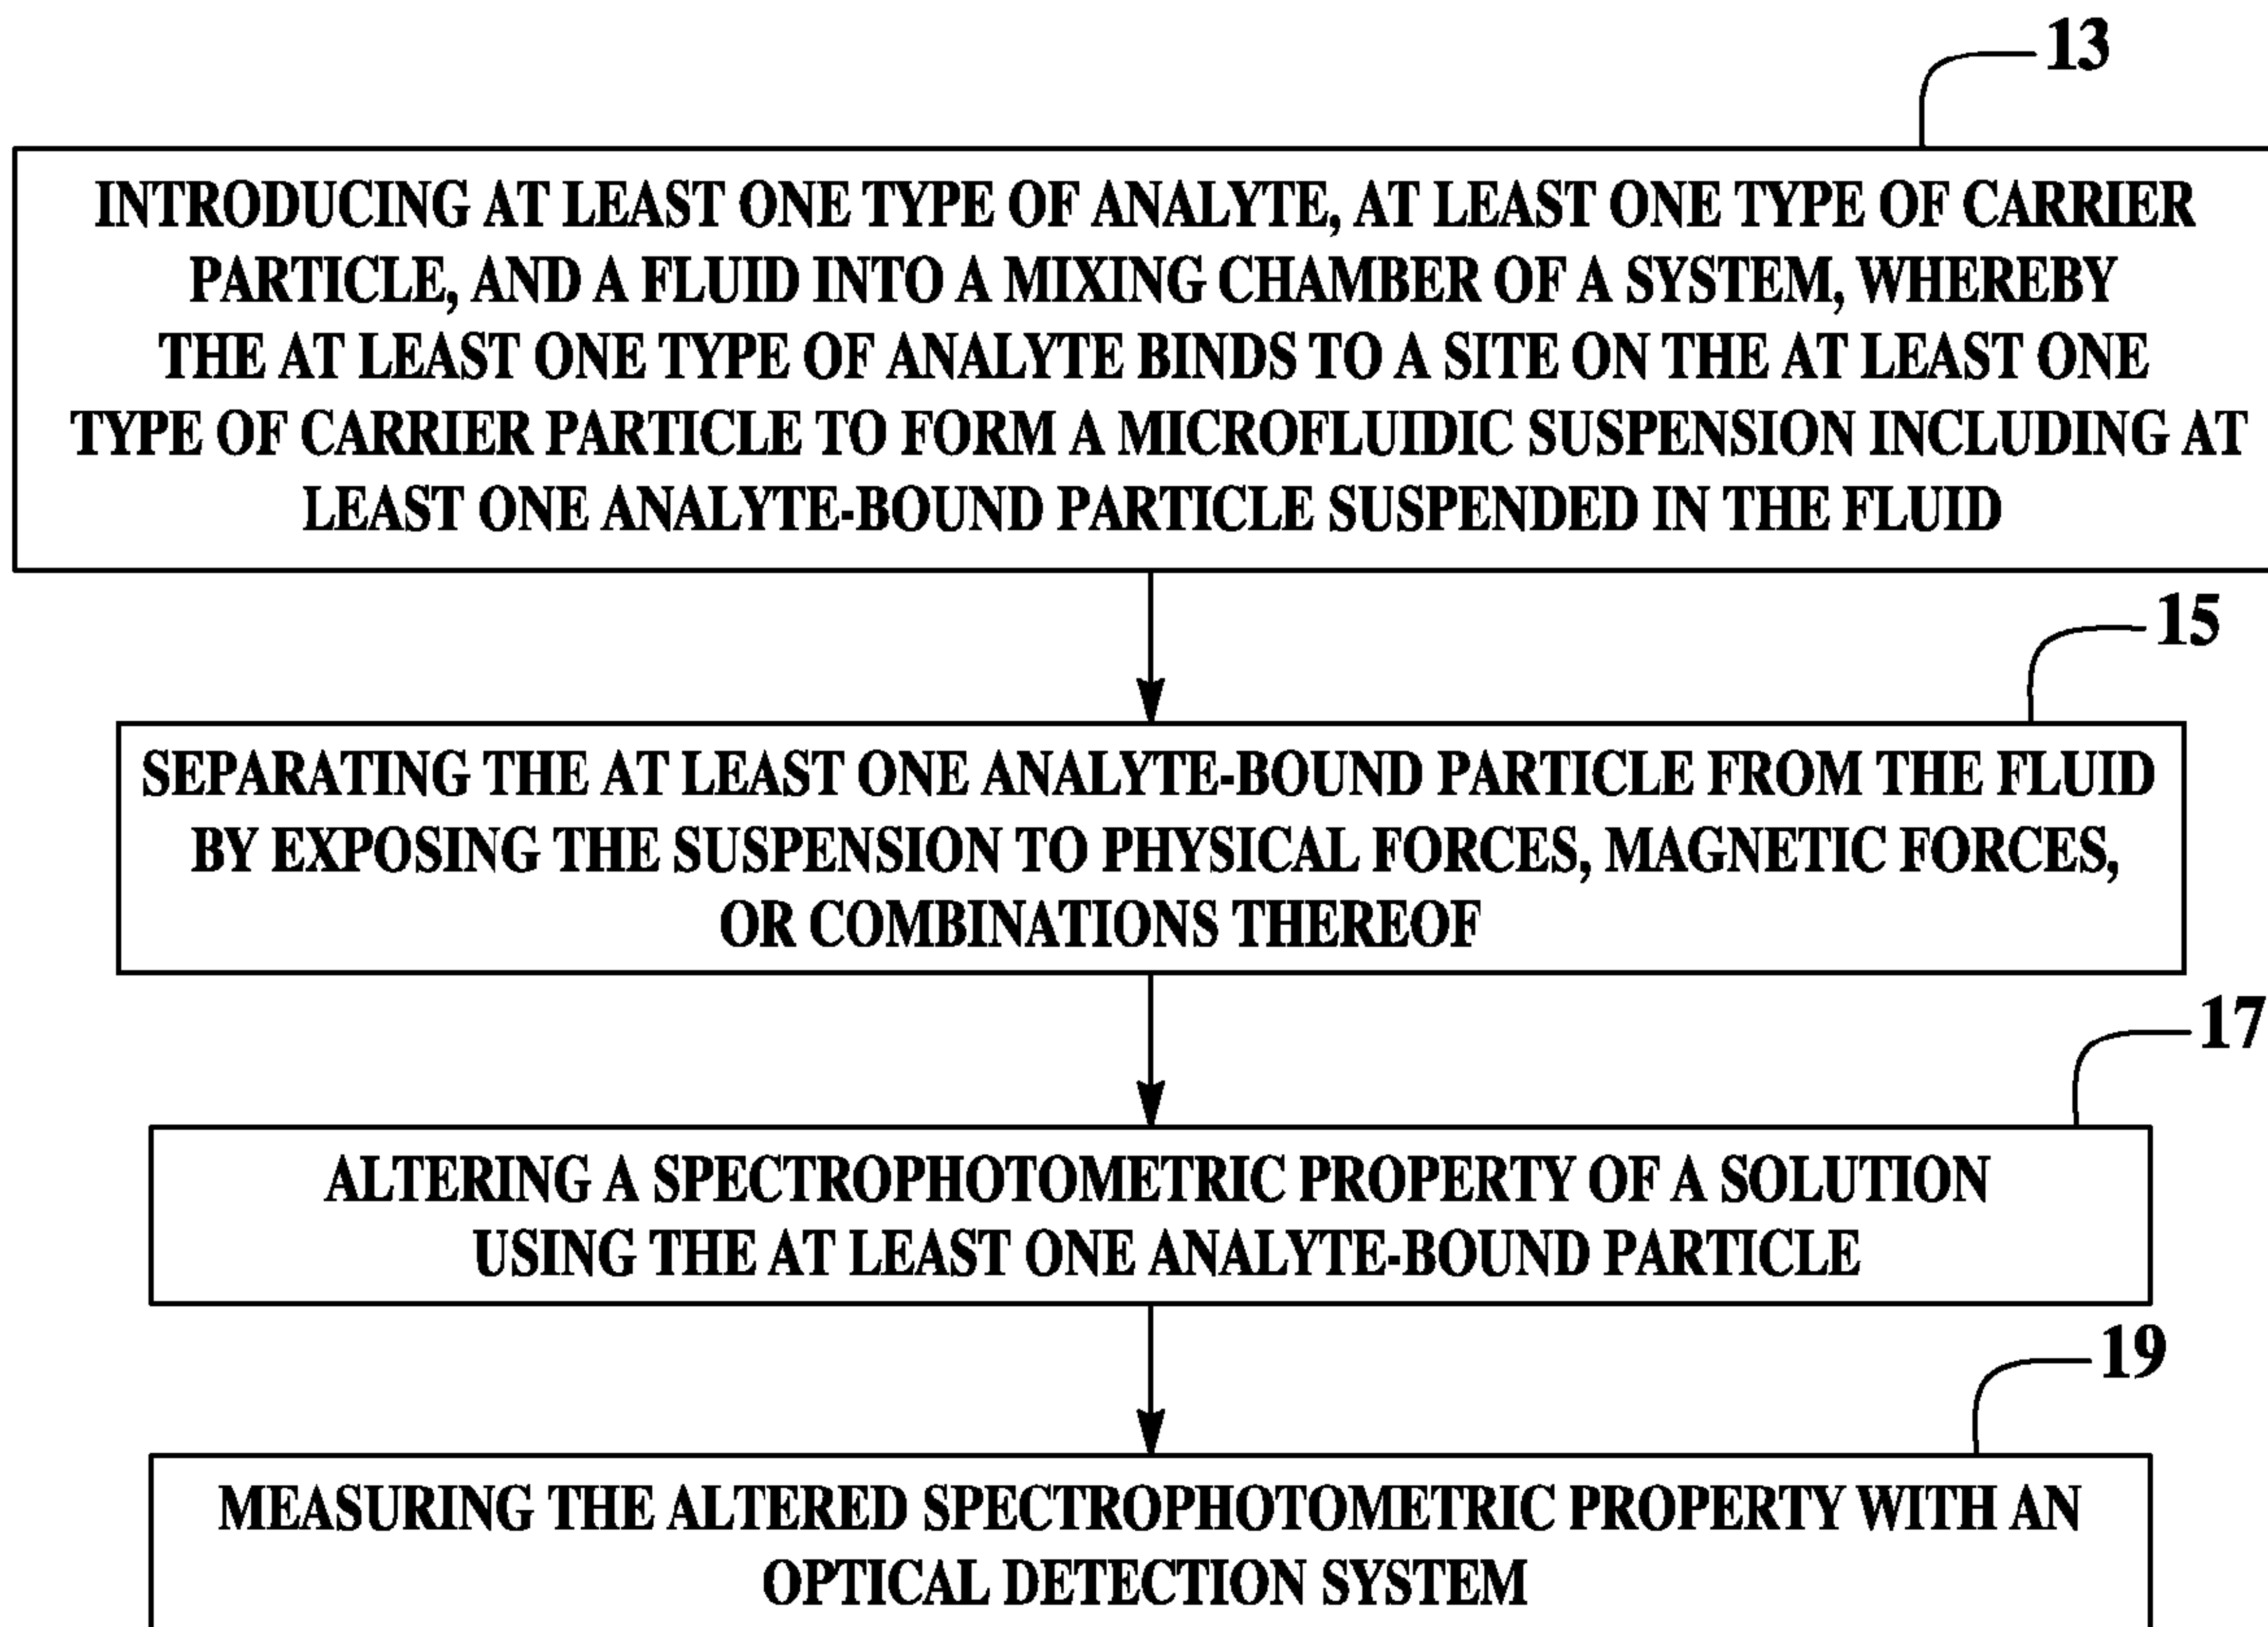 13
INTRODUCING AT LEAST ONE TYPE OF ANALYTE, AT LEAST ONE TYPE OF CARRIER
PARTICLE, AND A FLUID INTO A MIXING CHAMBER OF A SYSTEM, WHEREBY
THE AT LEAST ONE TYPE OF ANALYTE BINDS TO A SITE ON THE AT LEAST ONE
TYPE OF CARRIER PARTICLE TO FORM A MICROFLUIDIC SUSPENSION INCLUDING AT
LEAST ONE ANALYTE-BOUND PARTICLE SUSPENDED IN THE FLUID
15
SEPARATING THE AT LEAST ONE ANALYTE-BOUND PARTICLE FROM THE FLUID
BY EXPOSING THE SUSPENSION TO PHYSICAL FORCES, MAGNETIC FORCES,
OR COMBINATIONS THEREOF
17
ALTERING A SPECTROPHOTOMETRIC PROPERTY OF A SOLUTION
USING THE AT LEAST ONE ANALYTE-BOUND PARTICLE
19
MEASURING THE ALTERED SPECTROPHOTOMETRIC PROPERTY WITH AN
OPTICAL DETECTION SYSTEM